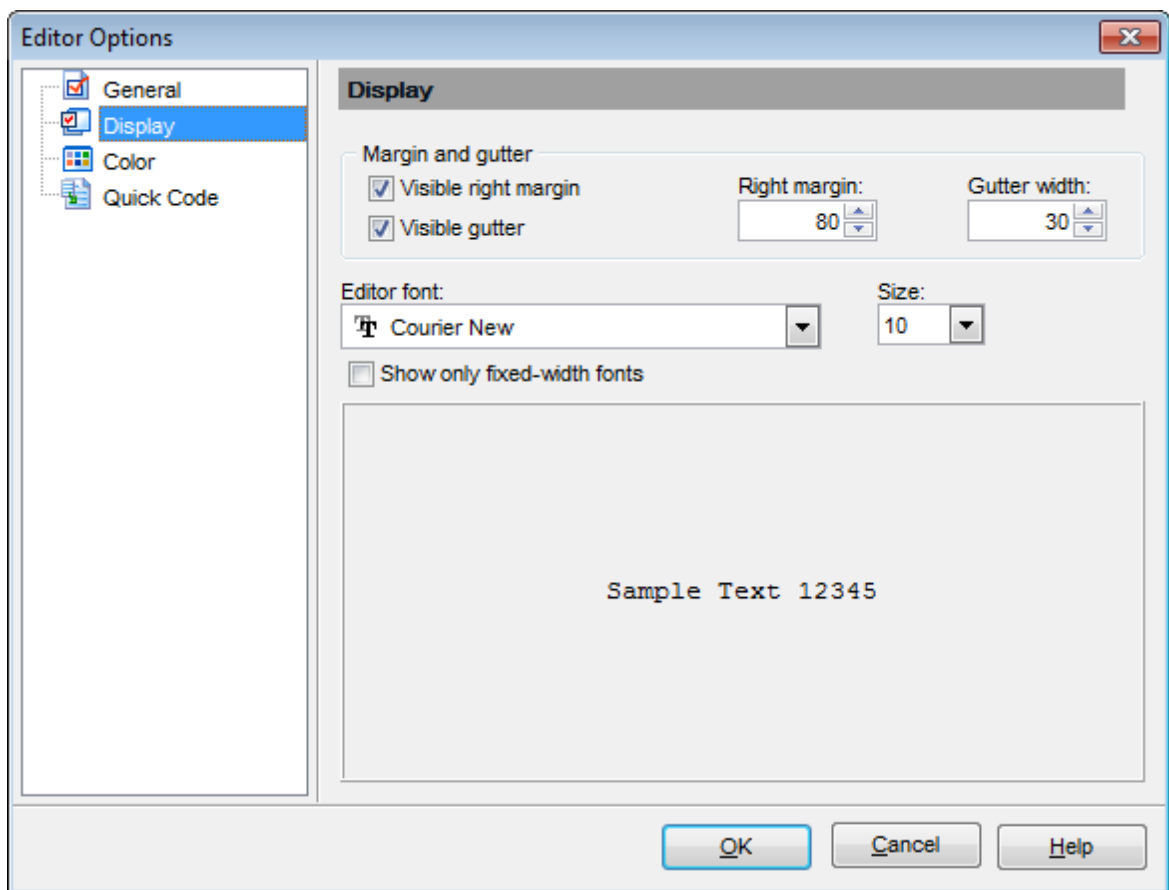 Editor Options
General
Display
Color
Quick Code
Display
Margin and gutter
Visible right margin
Visible gutter
Right margin:
80
Gutter width:
30
Editor font:
Courier New
Size:
10
Show only fixed-width fonts
Sample Text 12345
OK
Cancel
Help